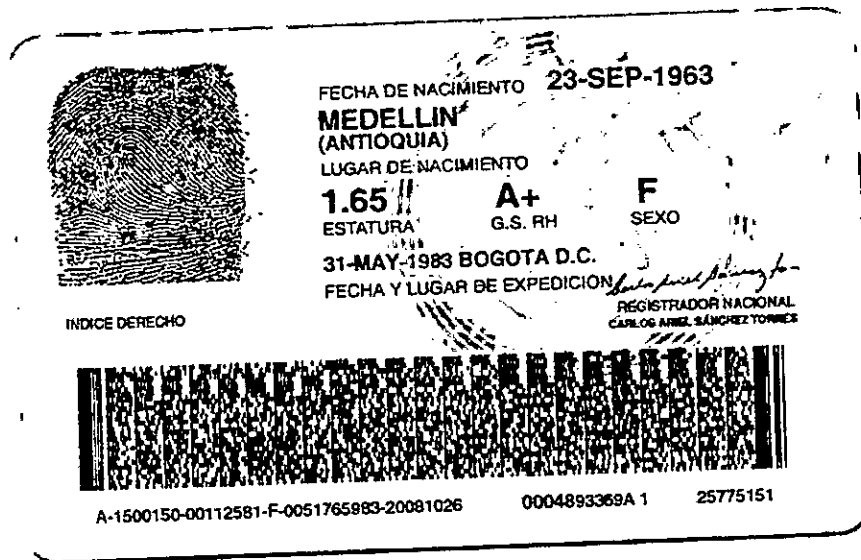 FECHA DE NACIMIENTO 23-SEP-1963
MEDELLIN
(ANTIOQUIA)
LUGAR DE NACIMIENTO
1.65 A+ F
ESTATURA G.S. RH SEXO
31-MAY-1983 BOGOTA D.C.
FECHA Y LUGAR DE EXPEDICION
INDICE DERECHO
REGISTRADOR NACIONAL
CARLOS ARIEL SÁNCHEZ TORRES
A-1500150-00112581-F-0051765983-20081026 0004893369A 1 25775151